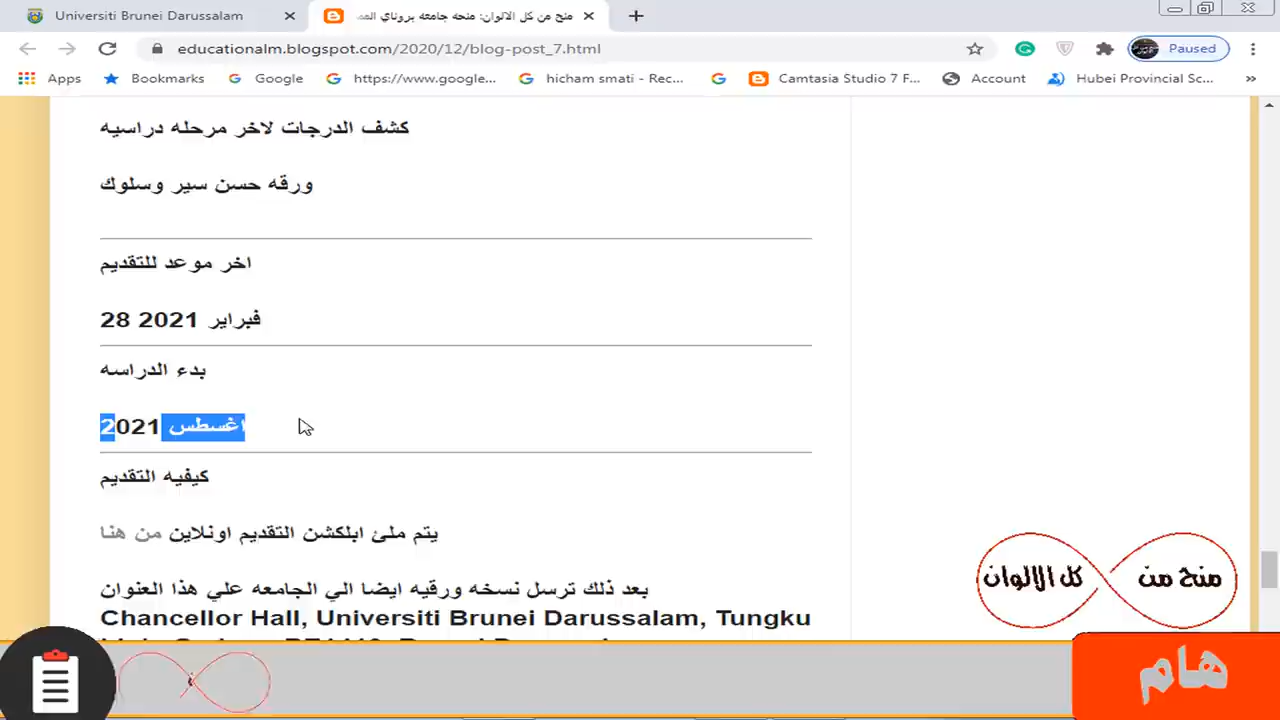 Universiti Brunei Darussalam
منح من كل الالوان: منحه جامعه بروناي
educationalm.blogspot.com/2020/12/blog-post_7.html
Paused
Apps
Bookmarks
Google
https://www.google...
hicham smati - Rec...
Camtasia Studio 7 F...
Account
Hubei Provincial Sc...
»
كشف الدرجات لاخر مرحله دراسيه
ورقه حسن سير وسلوك
اخر موعد للتقديم
28 فبراير 2021
بدء الدراسه
اغسطس 2021
كيفيه التقديم
يتم ملئ ابلكشن التقديم اونلاين من هنا
بعد ذلك ترسل نسخه ورقيه ايضا الي الجامعه علي هذا العنوان
Chancellor Hall, Universiti Brunei Darussalam, Tungku
منح من كل الالوان
هام